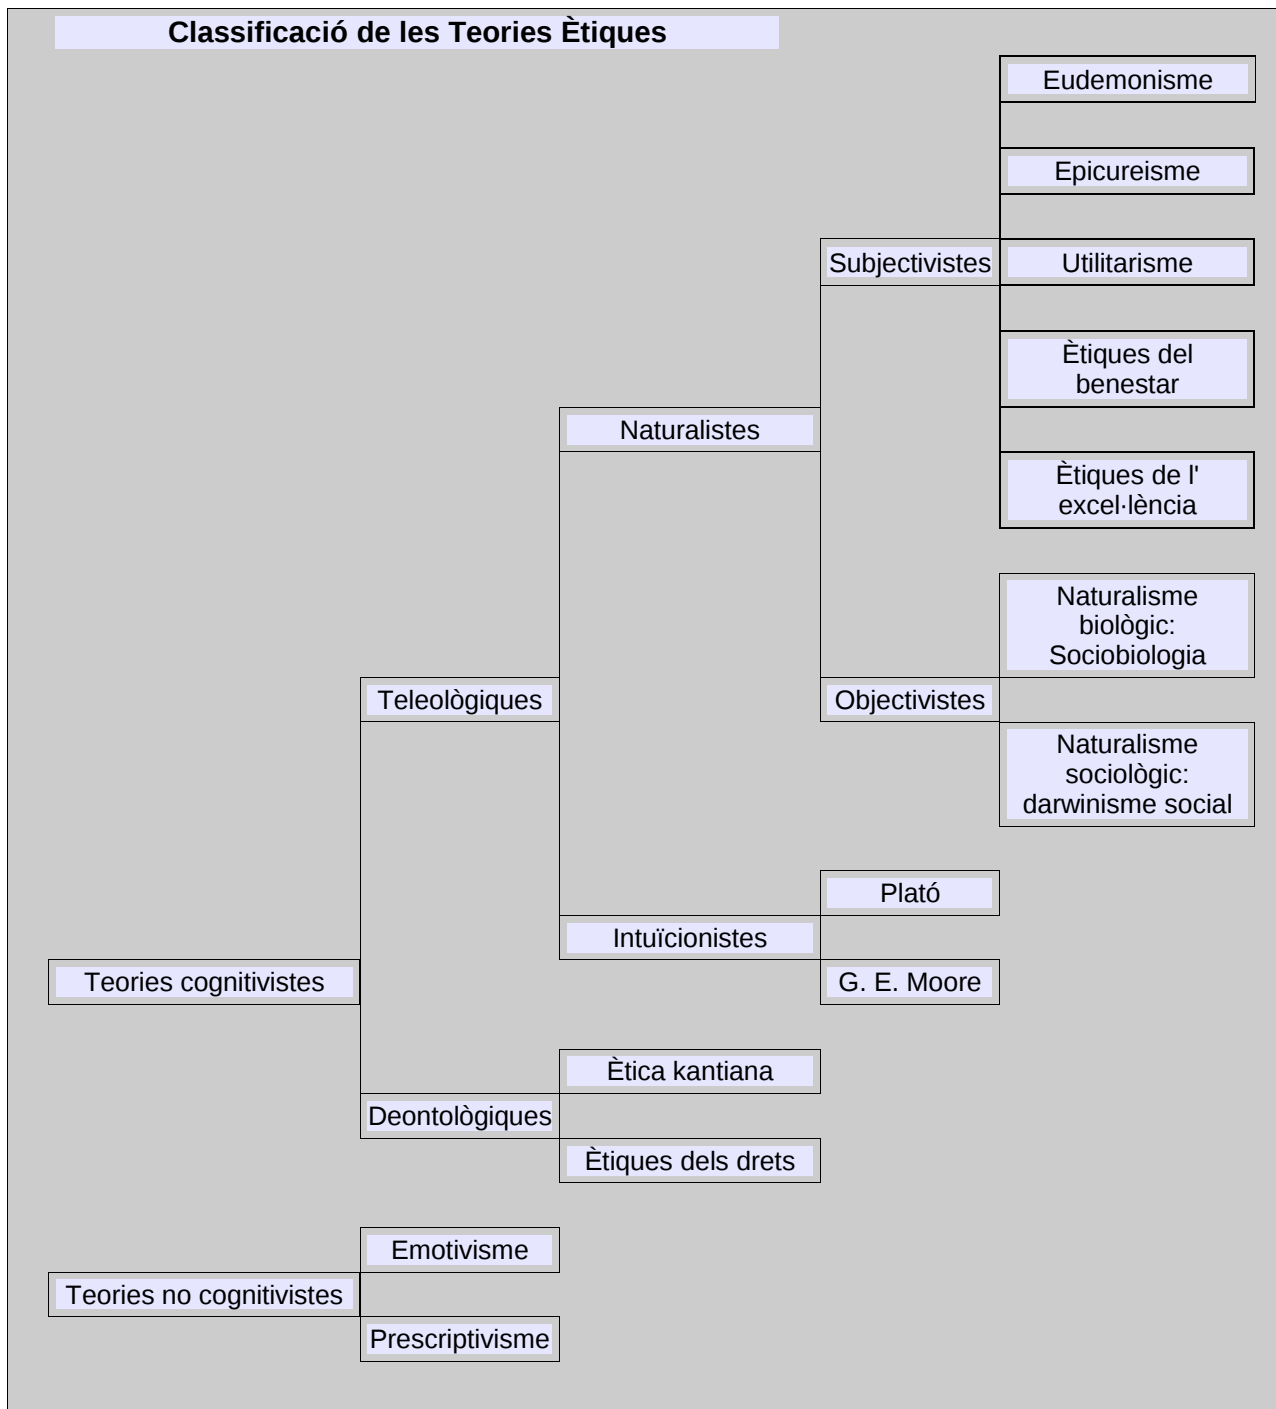 Classificació de les Teories Ètiques
Eudemonisme
Epicureisme
Subjectivistes
Utilitarisme
Ètiques del
benestar
Naturalistes
Ètiques de l'
excel·lència
Naturalisme
biològic:
Sociobiologia
Teleològiques
Objectivistes
Naturalisme
sociològic:
darwinisme social
Plató
Intuïcionistes
Teories cognitivistes
G. E. Moore
Ètica kantiana
Deontològiques
Ètiques dels drets
Emotivisme
Teories no cognitivistes
Prescriptivisme